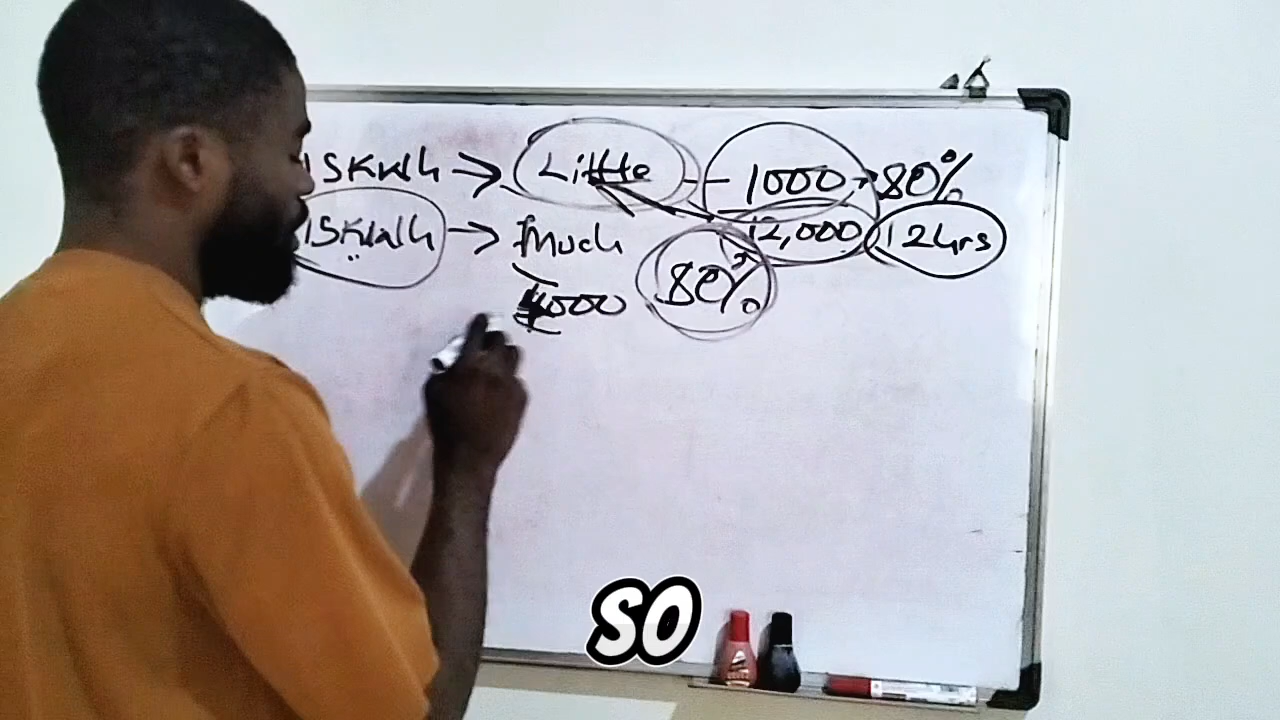 15KWh → Little - 1000 → 80%
15KWh → Much 12,000 12hrs
4000 80%
SO